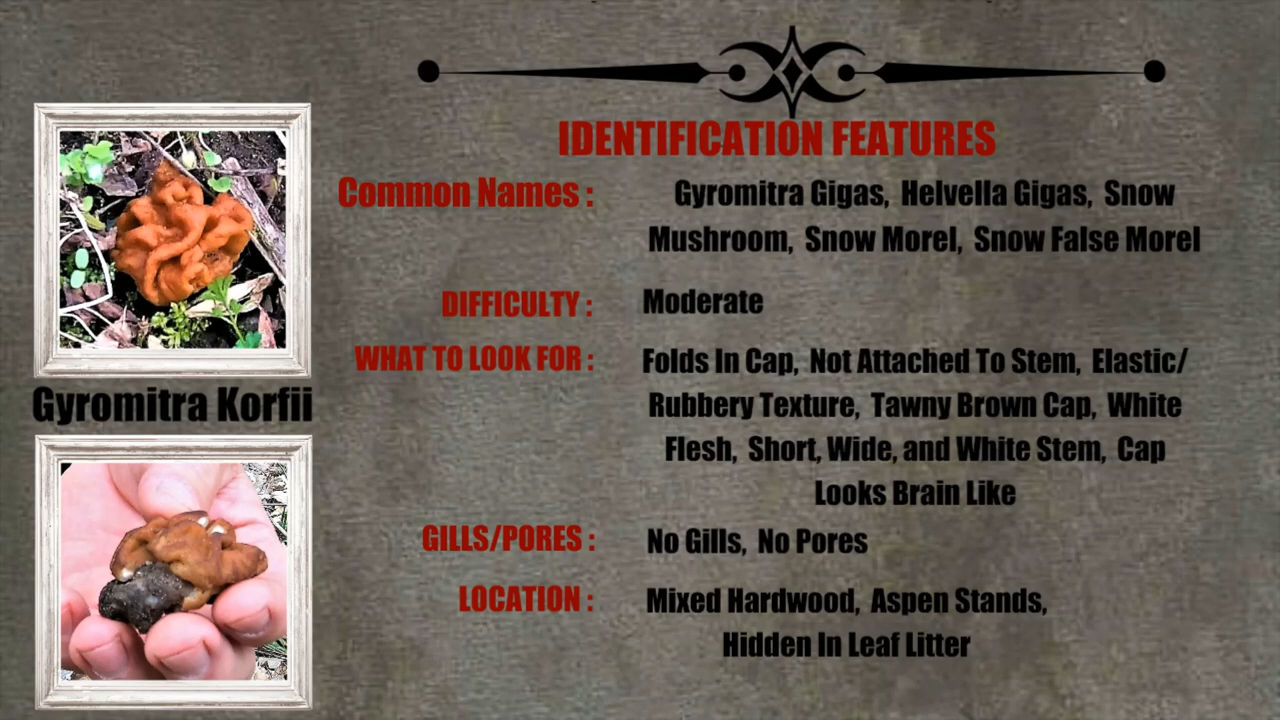 IDENTIFICATION FEATURES
Common Names : Gyromitra Gigas, Helvella Gigas, Snow
Mushroom, Snow Morel, Snow False Morel
DIFFICULTY : Moderate
WHAT TO LOOK FOR : Folds In Cap, Not Attached To Stem, Elastic/
Rubbery Texture, Tawny Brown Cap, White
Flesh, Short, Wide, and White Stem, Cap
Looks Brain Like
GILLS/PORES : No Gills, No Pores
LOCATION : Mixed Hardwood, Aspen Stands,
Hidden In Leaf Litter
Gyromitra Korfii